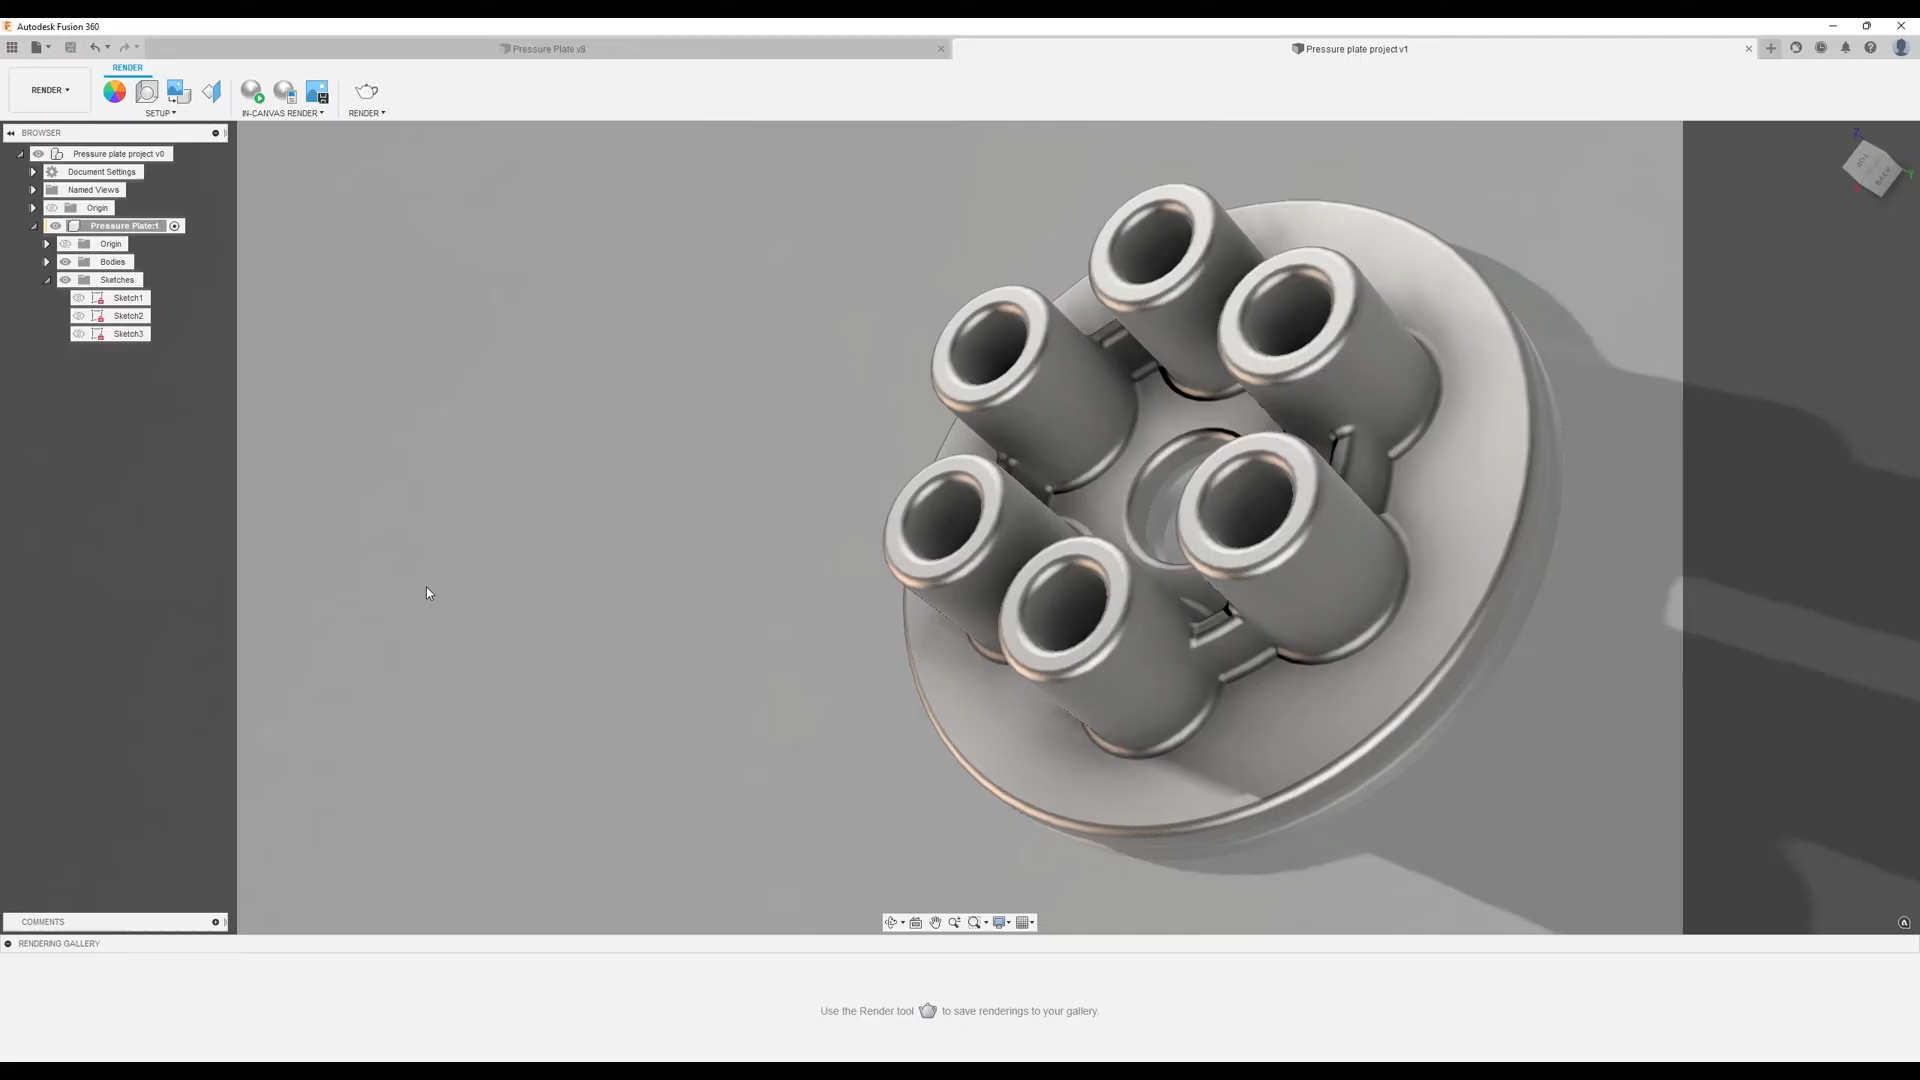 Autodesk Fusion 360
Pressure Plate v8
Pressure plate project v1
RENDER
RENDER
SETUP
IN-CANVAS RENDER
RENDER
BROWSER
Pressure plate project v0
Document Settings
Named Views
Origin
Pressure Plate:1
Origin
Bodies
Sketches
Sketch1
Sketch2
Sketch3
Z
TOP
BACK
Y
X
COMMENTS
RENDERING GALLERY
Use the Render tool to save renderings to your gallery.